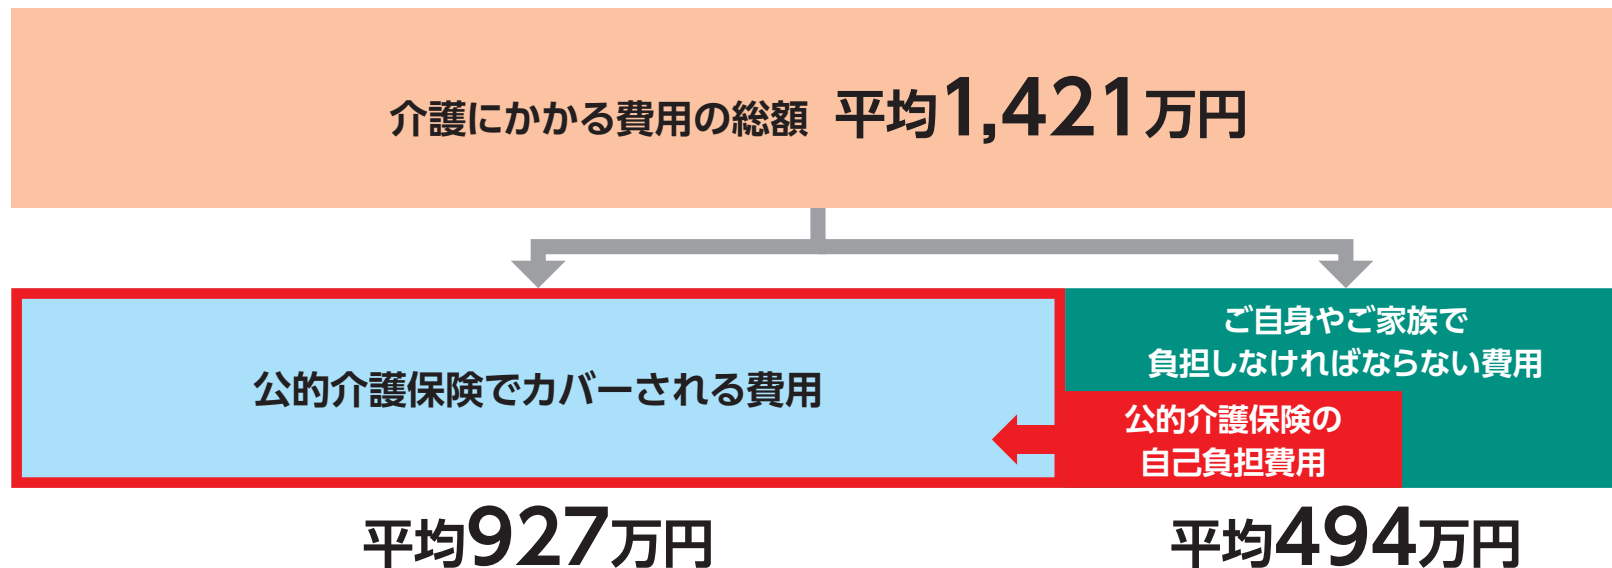 介護にかかる費用の総額 平均1,421万円
公的介護保険でカバーされる費用
ご自身やご家族で
負担しなければならない費用
公的介護保険の
自己負担費用
平均927万円
平均494万円